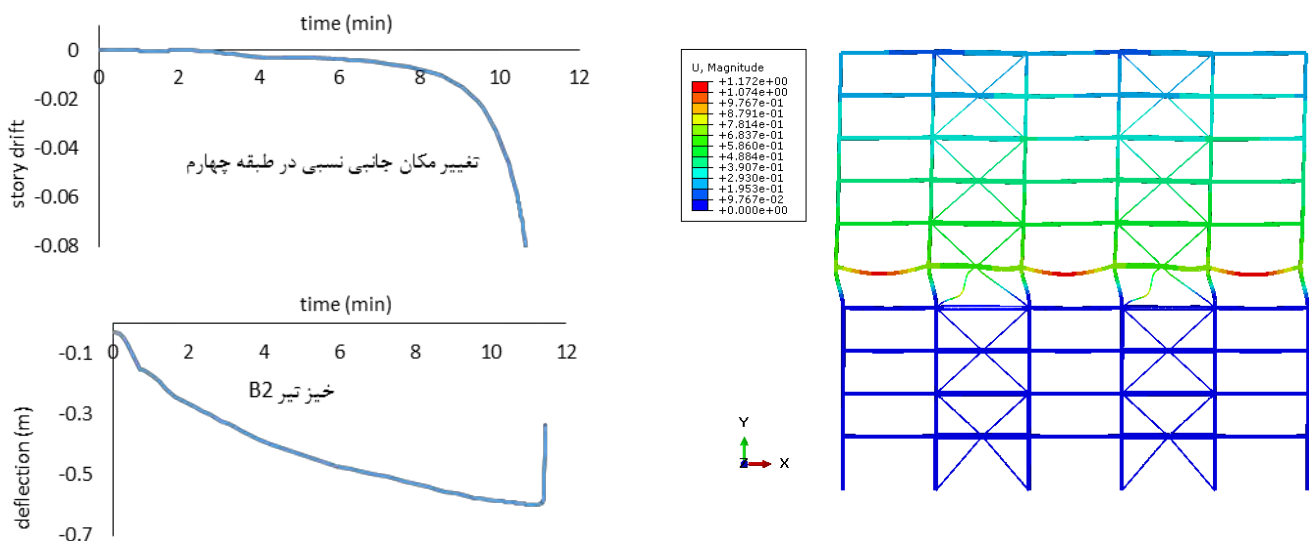 time (min)
0
0 2 4 6 8 10 12
-0.02
-0.04
-0.06
-0.08
story drift
تغییر مکان جانبی نسبی در طبقه چهارم
time (min)
0 2 4 6 8 10 12
-0.1
-0.3
-0.5
-0.7
deflection (m)
خیز تیر B2
U, Magnitude
+1.172e+00
+1.074e+00
+9.767e-01
+8.791e-01
+7.814e-01
+6.837e-01
+5.860e-01
+4.884e-01
+3.907e-01
+2.930e-01
+1.953e-01
+9.767e-02
+0.000e+00
Y
Z
X